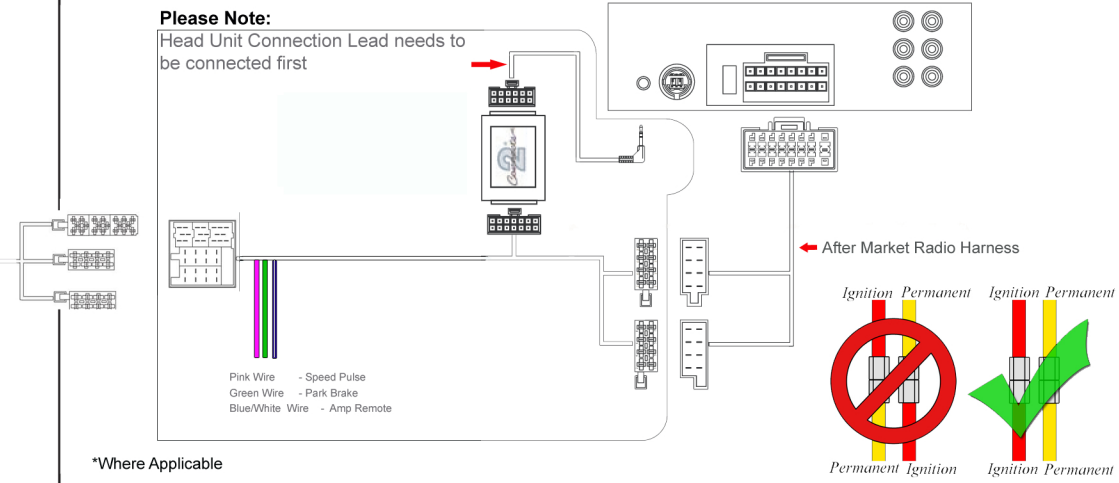 Please Note:
Head Unit Connection Lead needs to
be connected first
Connects
2
After Market Radio Harness
Ignition Permanent
Ignition Permanent
Pink Wire - Speed Pulse
Green Wire - Park Brake
Blue/White Wire - Amp Remote
Permanent Ignition
Ignition Permanent
*Where Applicable